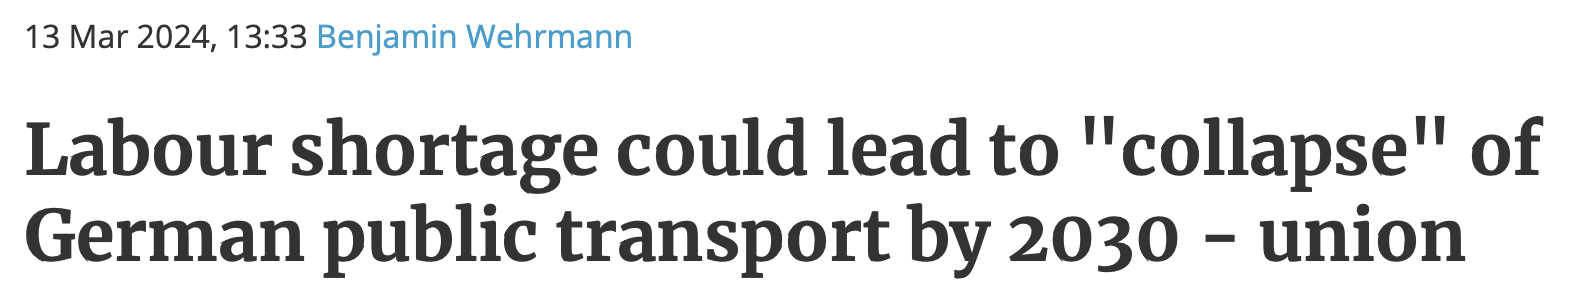 13 Mar 2024, 13:33 Benjamin Wehrmann
Labour shortage could lead to "collapse" of
German public transport by 2030 - union